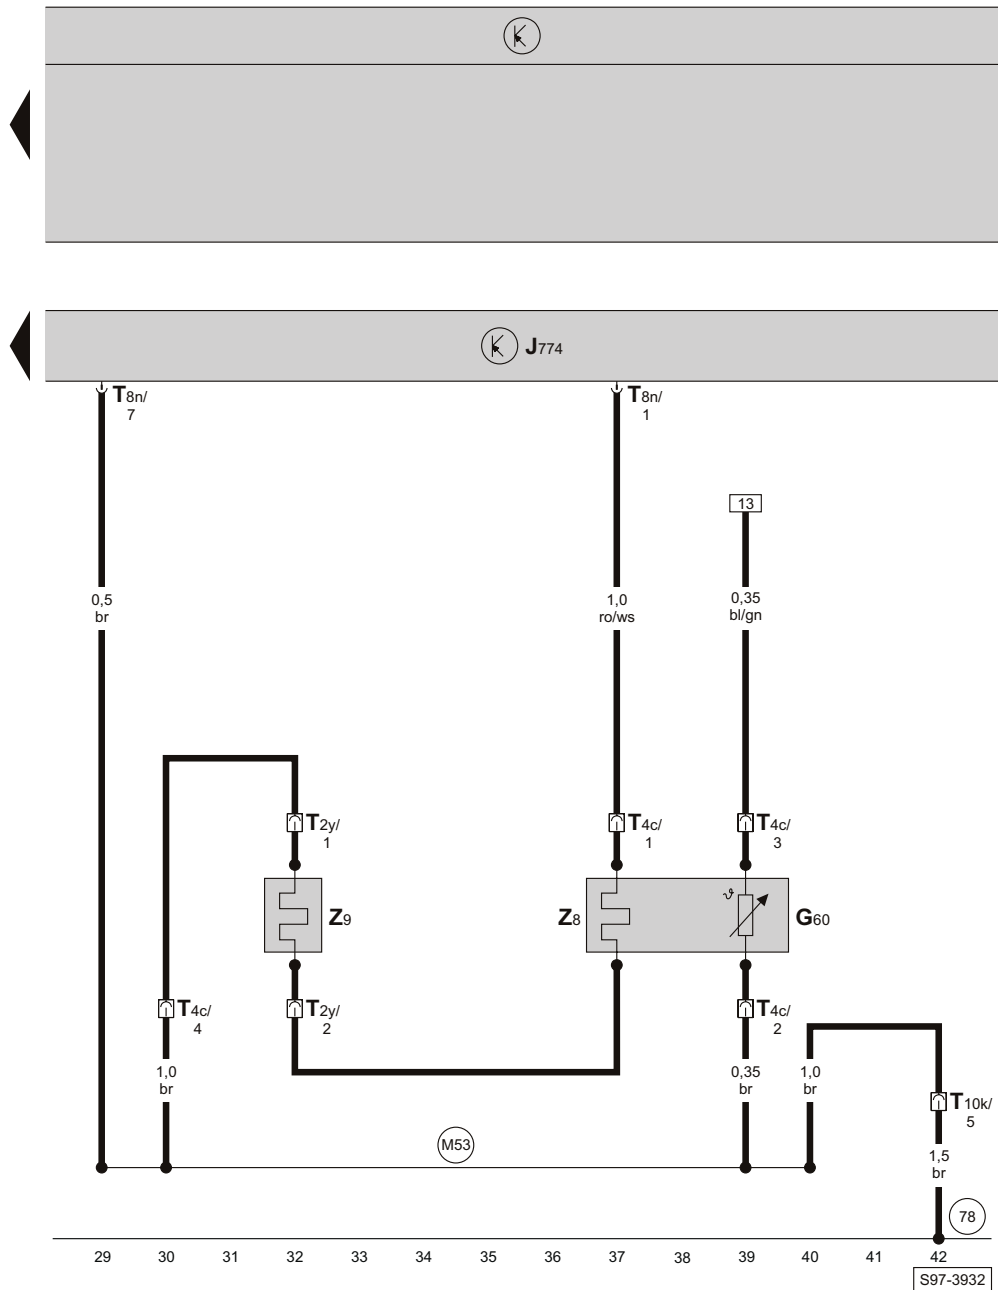 J774
T8n/
7
T8n/
1
13
0,5
br
1,0
ro/ws
0,35
bl/gn
T2y/
1
T4c/
1
T4c/
3
ϑ
Z9
Z8
G60
T4c/
4
T2y/
2
T4c/
2
1,0
br
0,35
br
1,0
br
T10k/
5
M53
1,5
br
78
29 30 31 32 33 34 35 36 37 38 39 40 41 42
S97-3932